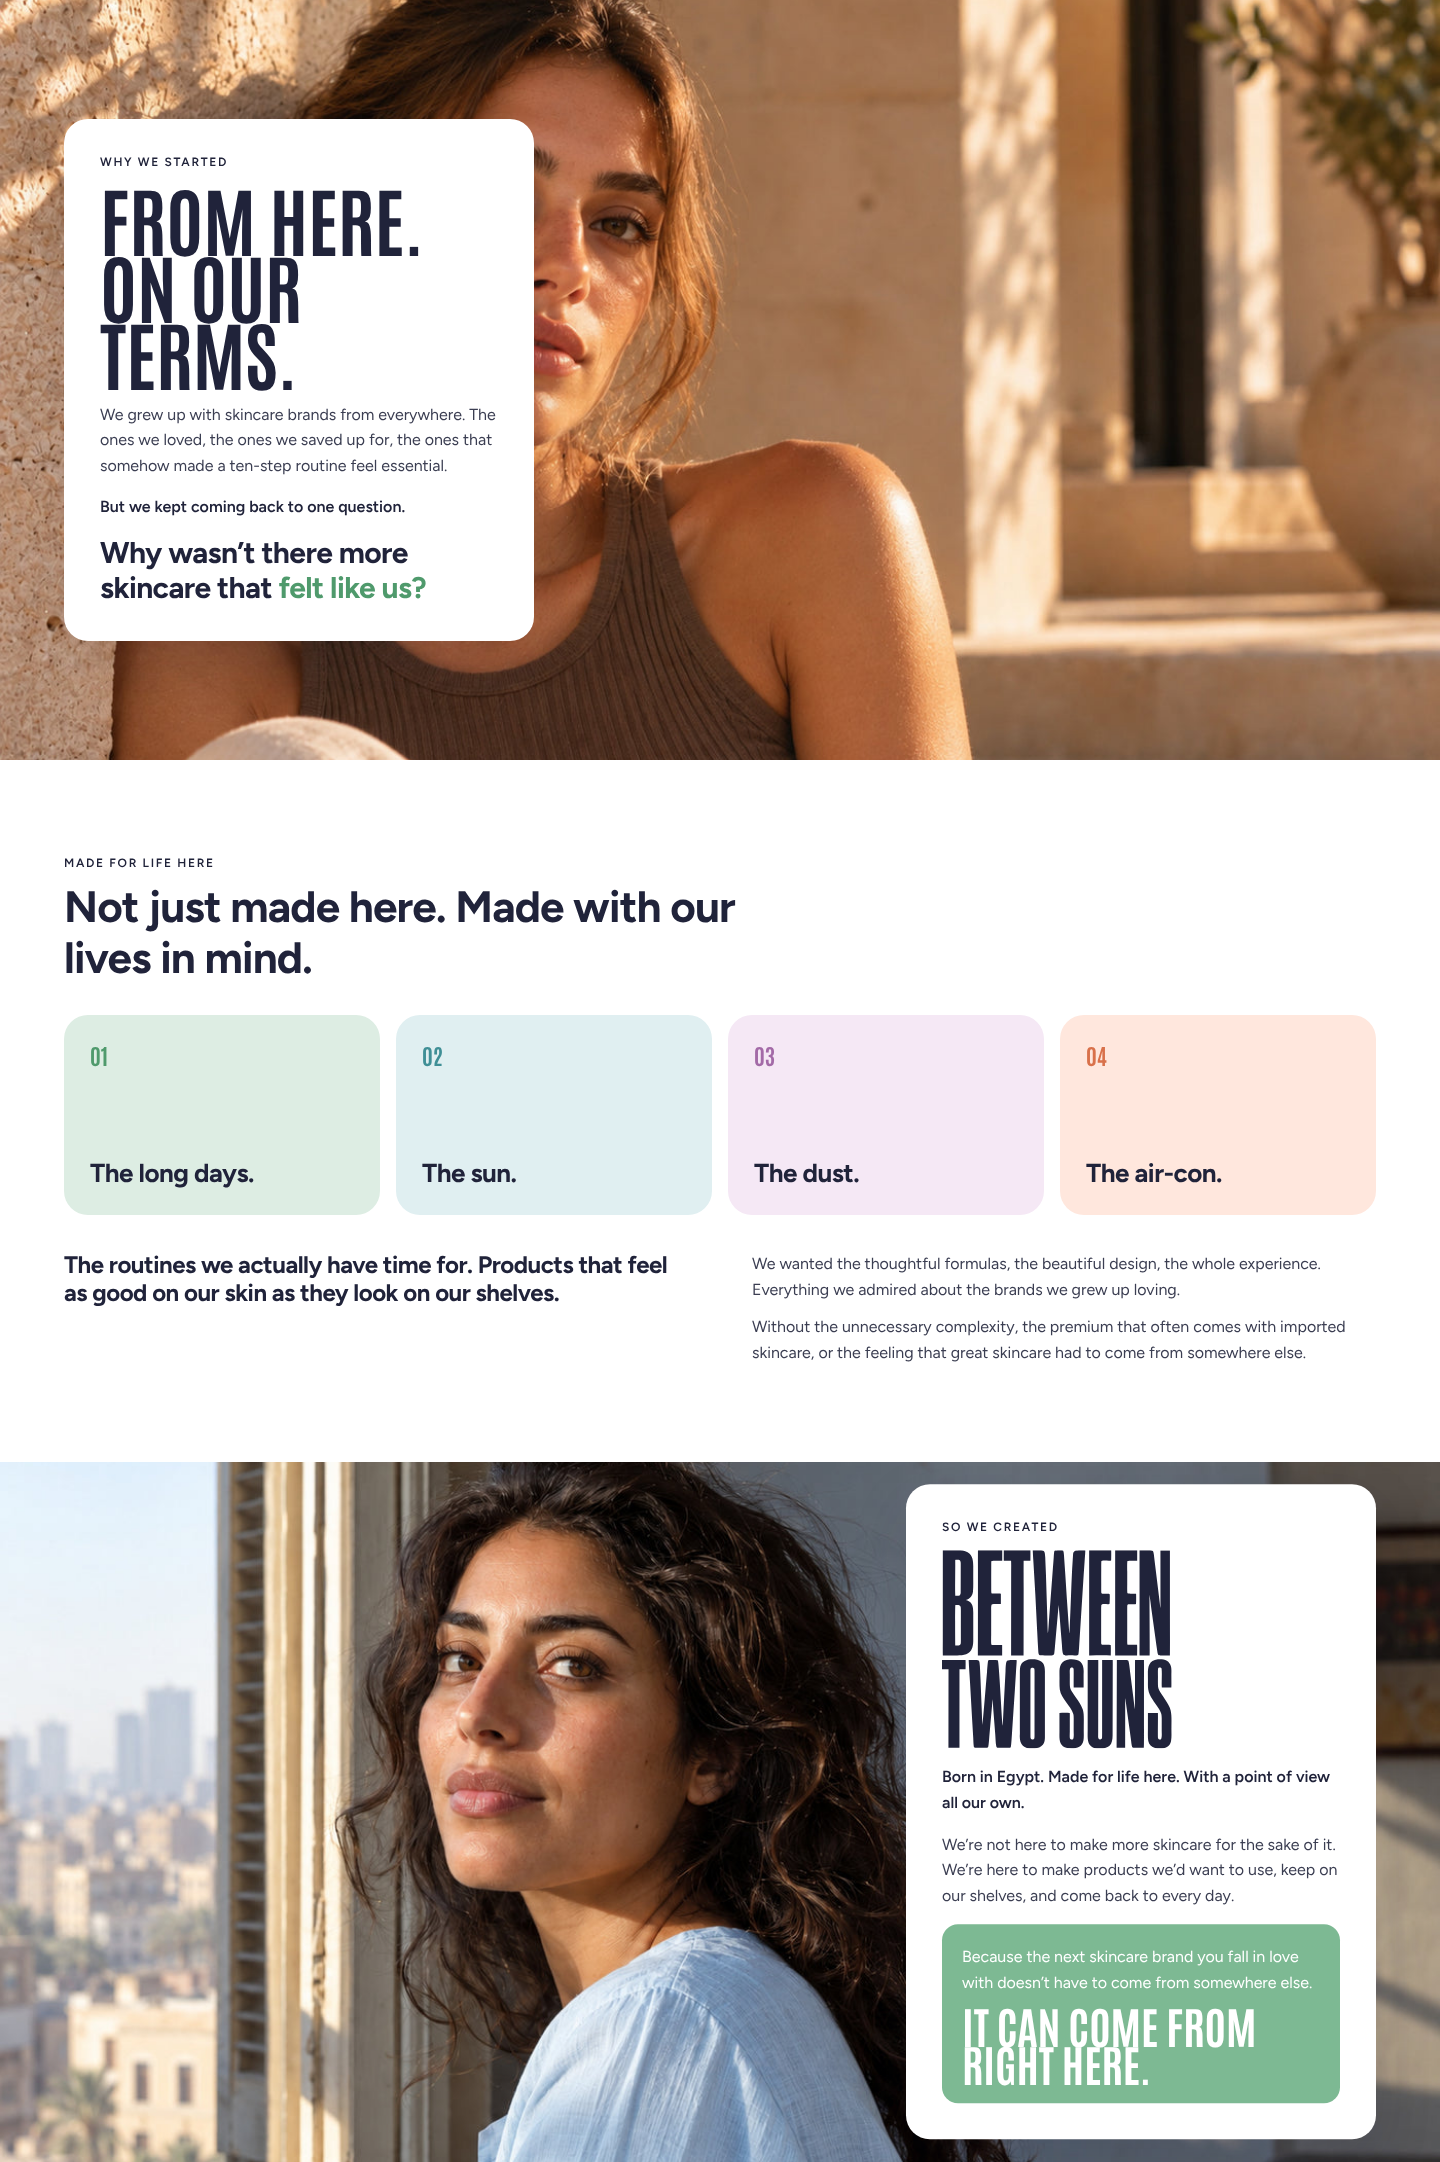 WHY WE STARTED
FROM HERE.
ON OUR
TERMS.
We grew up with skincare brands from everywhere. The
ones we loved, the ones we saved up for, the ones that
somehow made a ten-step routine feel essential.
But we kept coming back to one question.
Why wasn’t there more
skincare that felt like us?
MADE FOR LIFE HERE
Not just made here. Made with our
lives in mind.
01
The long days.
02
The sun.
03
The dust.
04
The air-con.
The routines we actually have time for. Products that feel
as good on our skin as they look on our shelves.
We wanted the thoughtful formulas, the beautiful design, the whole experience.
Everything we admired about the brands we grew up loving.
Without the unnecessary complexity, the premium that often comes with imported
skincare, or the feeling that great skincare had to come from somewhere else.
SO WE CREATED
BETWEEN
TWO SUNS
Born in Egypt. Made for life here. With a point of view
all our own.
We’re not here to make more skincare for the sake of it.
We’re here to make products we’d want to use, keep on
our shelves, and come back to every day.
Because the next skincare brand you fall in love
with doesn’t have to come from somewhere else.
IT CAN COME FROM
RIGHT HERE.